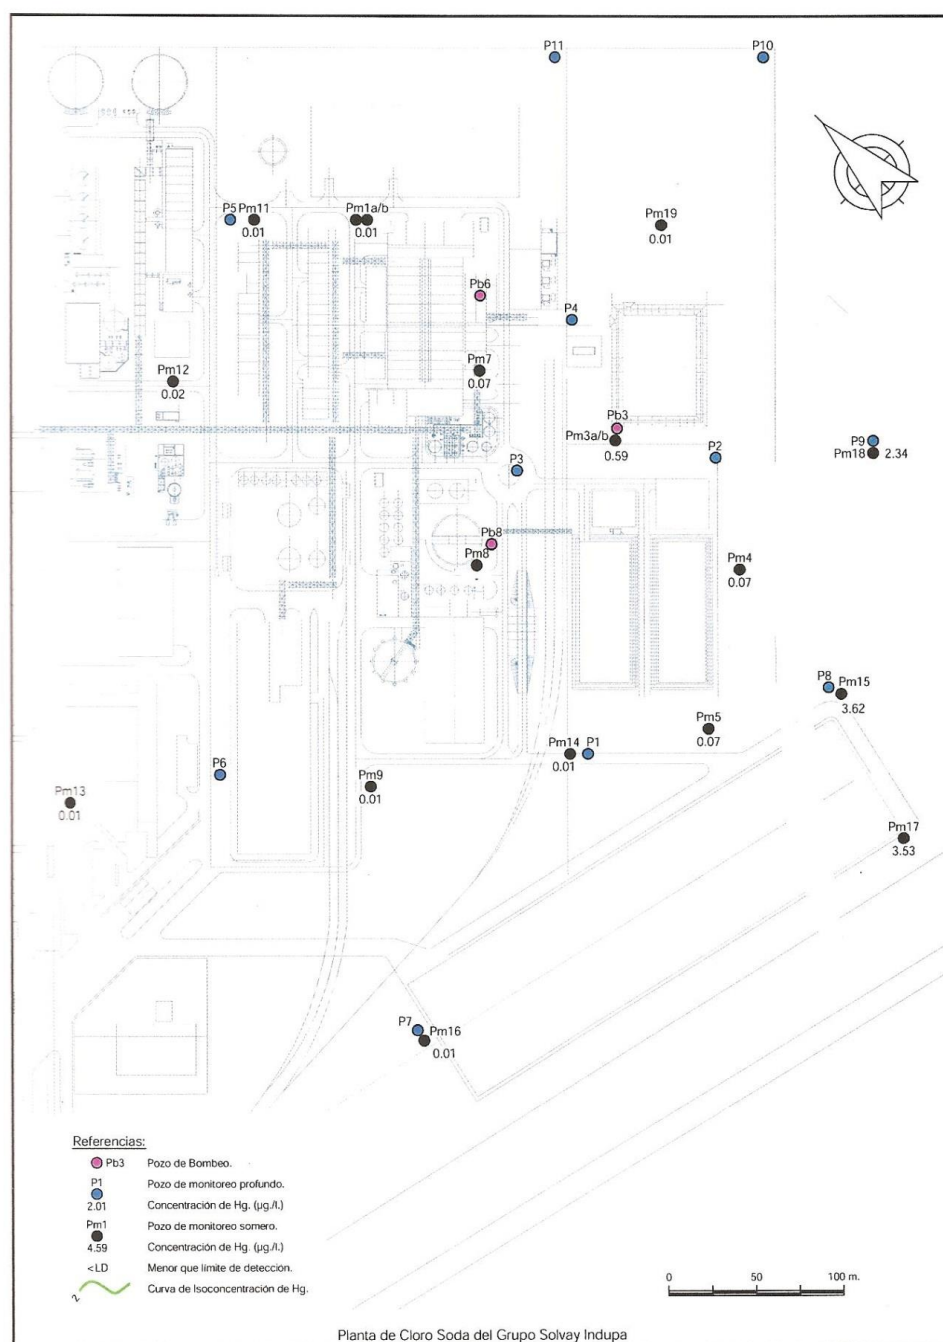 P11
P10
P5
Pm11
0.01
Pm1a/b
0.01
Pm19
0.01
Pb6
P4
Pm12
0.02
Pm7
0.07
Pb3
Pm3a/b
0.59
P2
P9
Pm18
2.34
P3
Pb8
Pm8
Pm4
0.07
P8
Pm15
3.62
Pm5
0.07
Pm14
P1
0.01
P6
Pm9
0.01
Pm13
0.01
Pm17
3.53
P7
Pm16
0.01
Referencias:
Pb3 Pozo de Bombeo.
P1 Pozo de monitoreo profundo.
2.01 Concentración de Hg. (µg./l.)
Pm1 Pozo de monitoreo somero.
4.59 Concentración de Hg. (µg./l.)
<LD Menor que límite de detección.
2 Curva de Isoconcentración de Hg.
0 50 100 m.
Planta de Cloro Soda del Grupo Solvay Indupa